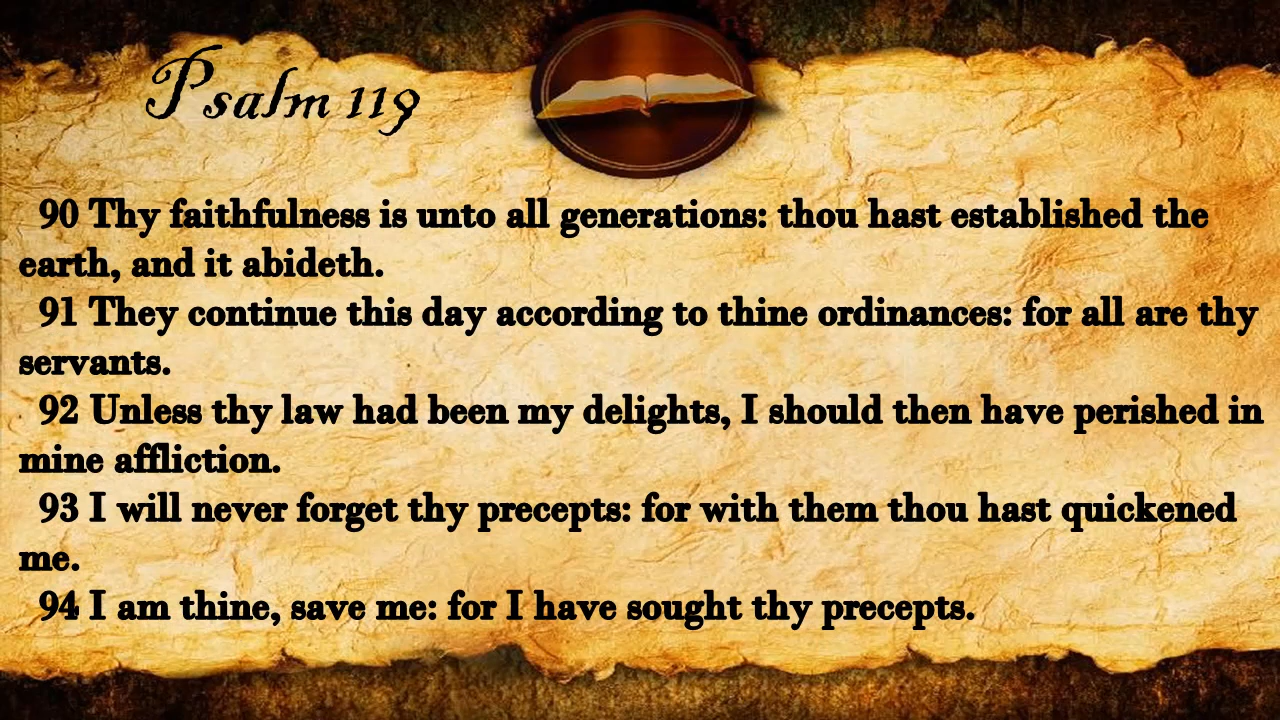 Psalm 119
90 Thy faithfulness is unto all generations: thou hast established the
earth, and it abideth.
91 They continue this day according to thine ordinances: for all are thy
servants.
92 Unless thy law had been my delights, I should then have perished in
mine affliction.
93 I will never forget thy precepts: for with them thou hast quickened
me.
94 I am thine, save me: for I have sought thy precepts.